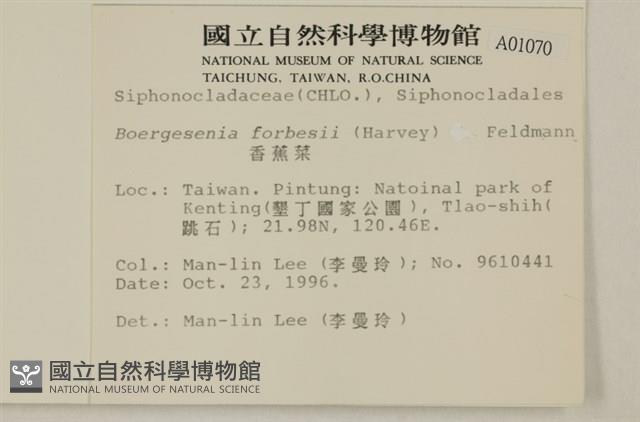 國立自然科學博物館
A01070
NATIONAL MUSEUM OF NATURAL SCIENCE
TAICHUNG, TAIWAN, R.O.CHINA
Siphonocladaceae(CHLO.), Siphonocladales
Boergesenia forbesii (Harvey) Feldmann
香蕉菜
Loc.: Taiwan. Pintung: Natoinal park of
Kenting(墾丁國家公園), Tlao-shih(
跳石); 21.98N, 120.46E.
Col.: Man-lin Lee (李曼玲); No. 9610441
Date: Oct. 23, 1996.
Det.: Man-lin Lee (李曼玲)
國立自然科學博物館
NATIONAL MUSEUM OF NATURAL SCIENCE